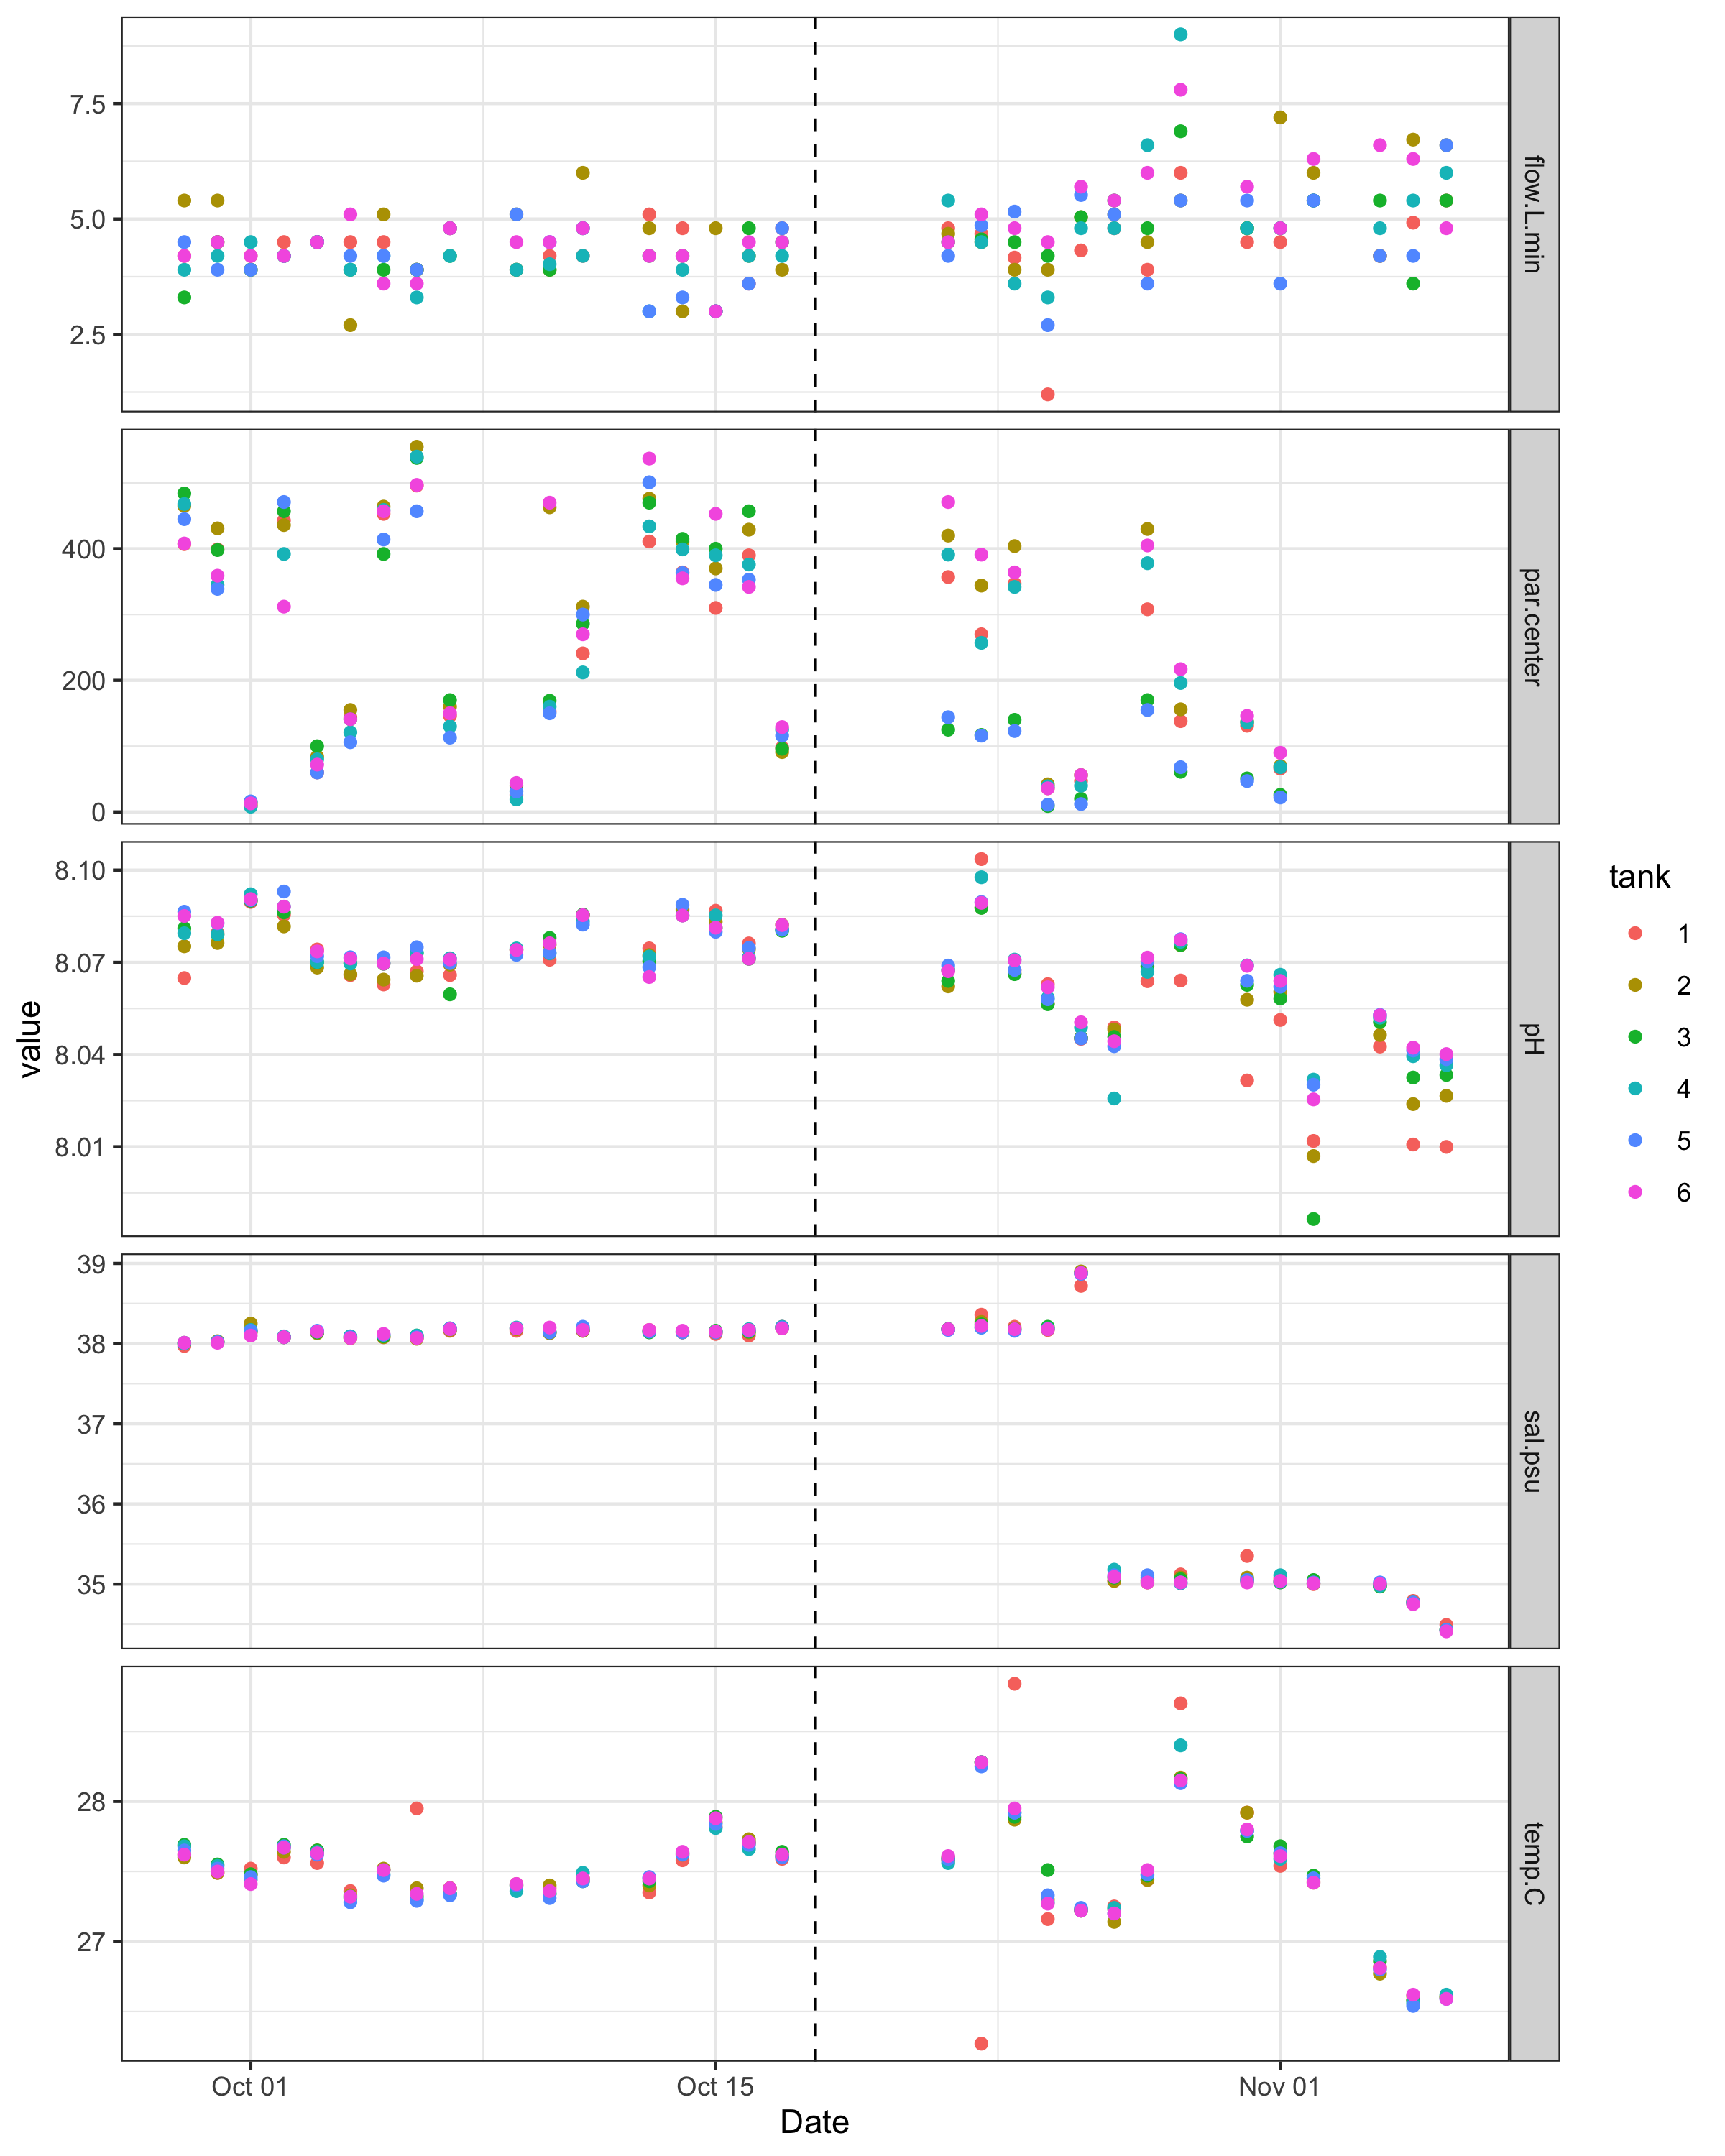 7.5
5.0
2.5
flow.L.min
400
200
0
par.center
8.10
8.07
8.04
8.01
pH
39
38
37
36
35
sal.psu
28
27
temp.C
value
Oct 01
Oct 15
Nov 01
Date
tank
1
2
3
4
5
6